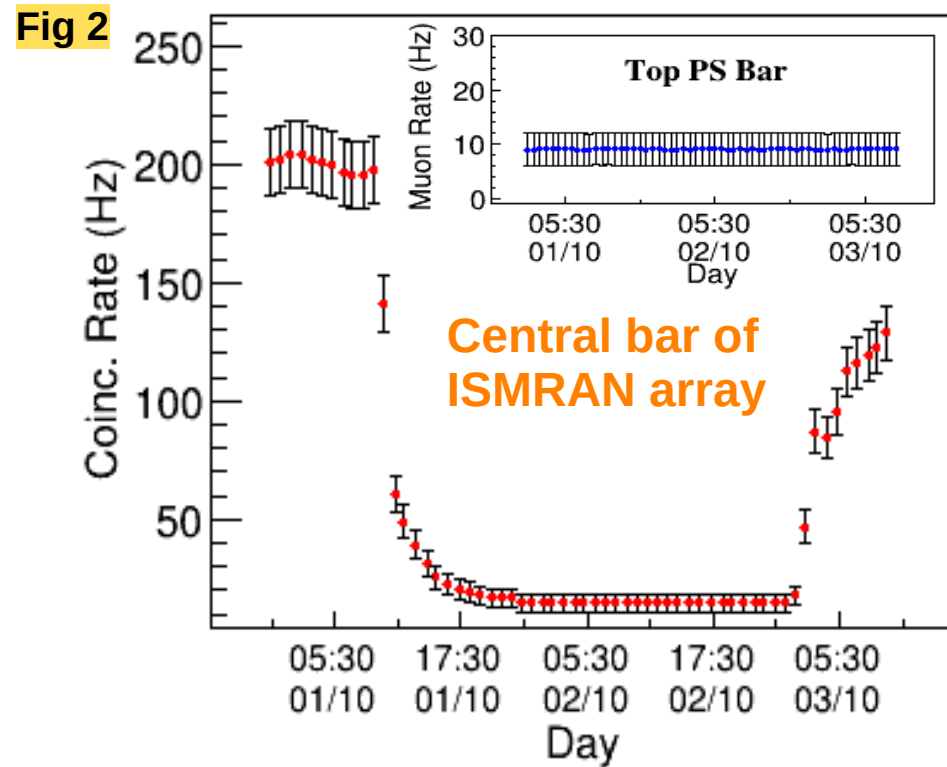 Fig 2
Coinc. Rate (Hz)
250
200
150
100
50
05:30 17:30 05:30 17:30 05:30
01/10 01/10 02/10 02/10 03/10
Day
Muon Rate (Hz)
30
20
10
0
Top PS Bar
05:30 05:30 05:30
01/10 02/10 03/10
Day
Central bar of
ISMRAN array